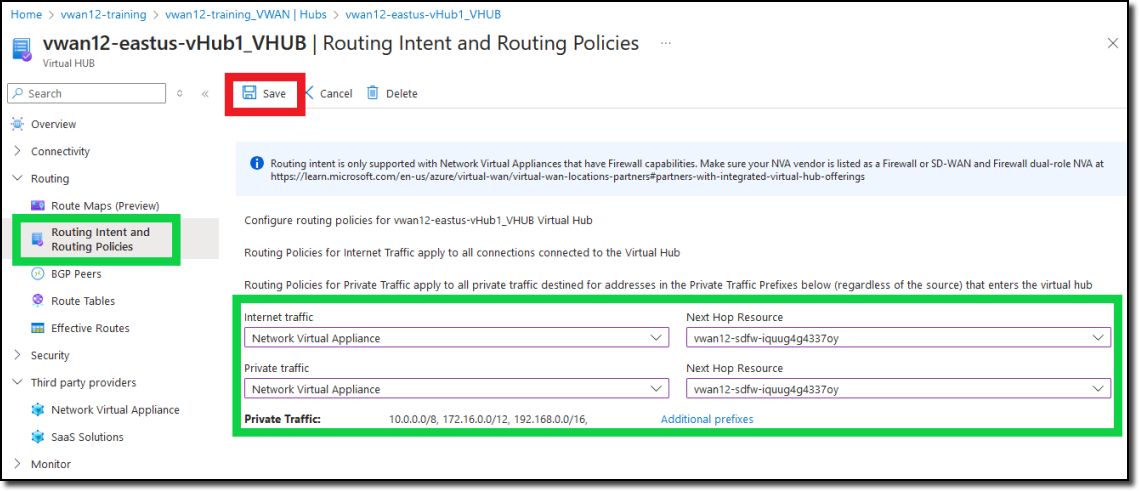 Home > vwan12-training > vwan12-training_VWAN | Hubs > vwan12-eastus-vHub1_VHUB
vwan12-eastus-vHub1_VHUB | Routing Intent and Routing Policies ...
Virtual HUB
Search
Save
Cancel
Delete
Overview
Connectivity
Routing
Route Maps (Preview)
Routing Intent and
Routing Policies
BGP Peers
Route Tables
Effective Routes
Security
Third party providers
Network Virtual Appliance
SaaS Solutions
Monitor
Routing intent is only supported with Network Virtual Appliances that have Firewall capabilities. Make sure your NVA vendor is listed as a Firewall or SD-WAN and Firewall dual-role NVA at
https://learn.microsoft.com/en-us/azure/virtual-wan/virtual-wan-locations-partners#partners-with-integrated-virtual-hub-offerings
Configure routing policies for vwan12-eastus-vHub1_VHUB Virtual Hub
Routing Policies for Internet Traffic apply to all connections connected to the Virtual Hub
Routing Policies for Private Traffic apply to all private traffic destined for addresses in the Private Traffic Prefixes below (regardless of the source) that enters the virtual hub
Internet traffic
Network Virtual Appliance
Next Hop Resource
vwan12-sdfw-iquug4g4337oy
Private traffic
Network Virtual Appliance
Next Hop Resource
vwan12-sdfw-iquug4g4337oy
Private Traffic: 10.0.0.0/8, 172.16.0.0/12, 192.168.0.0/16, Additional prefixes